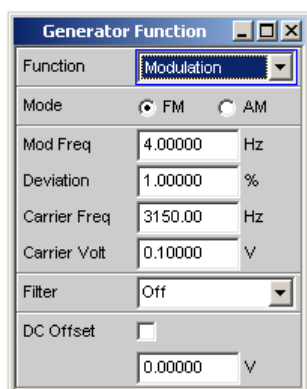 Generator Function
Function Modulation
Mode FM AM
Mod Freq 4.00000 Hz
Deviation 1.00000 %
Carrier Freq 3150.00 Hz
Carrier Volt 0.10000 V
Filter Off
DC Offset
0.00000 V